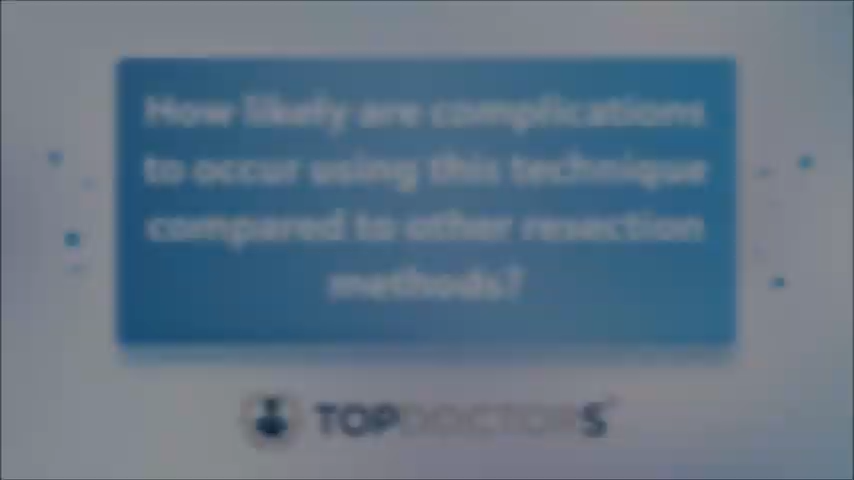 How likely are complications
to occur using this technique
compared to other resection
methods?
TOPDOCTORS